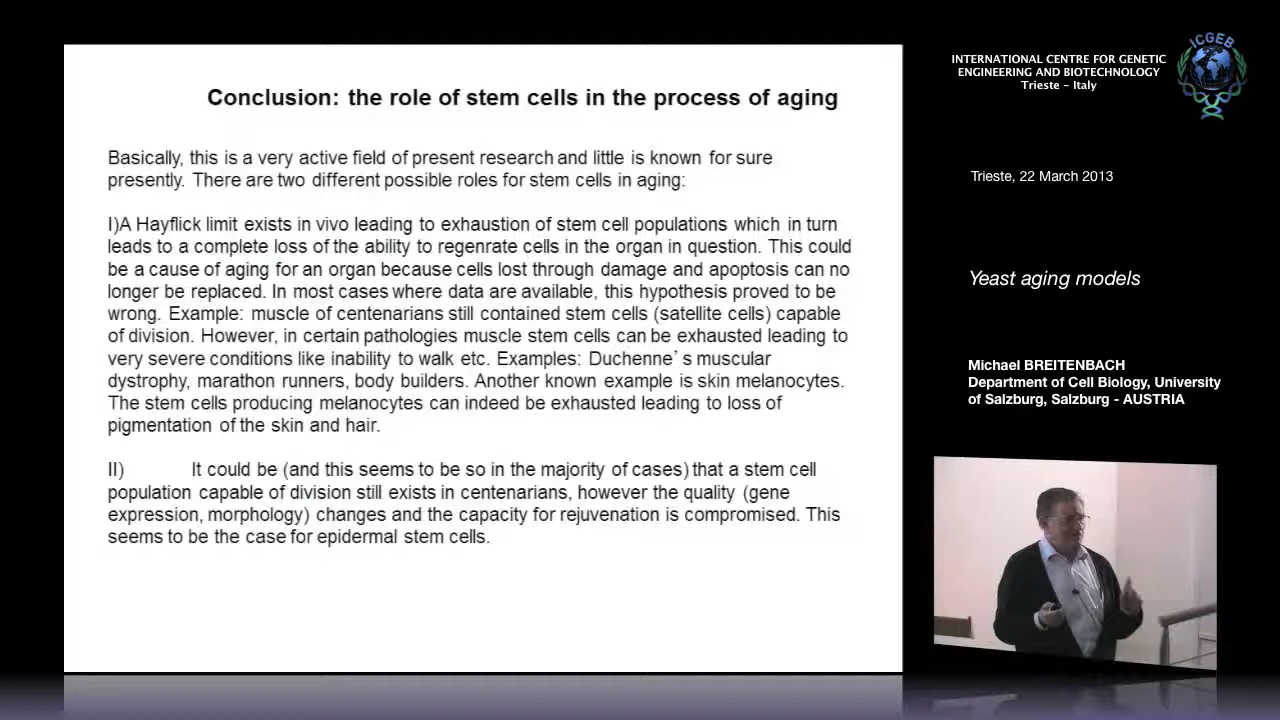 Conclusion: the role of stem cells in the process of aging
Basically, this is a very active field of present research and little is known for sure
presently. There are two different possible roles for stem cells in aging:
I)A Hayflick limit exists in vivo leading to exhaustion of stem cell populations which in turn
leads to a complete loss of the ability to regenrate cells in the organ in question. This could
be a cause of aging for an organ because cells lost through damage and apoptosis can no
longer be replaced. In most cases where data are available, this hypothesis proved to be
wrong. Example: muscle of centenarians still contained stem cells (satellite cells) capable
of division. However, in certain pathologies muscle stem cells can be exhausted leading to
very severe conditions like inability to walk etc. Examples: Duchenne's muscular
dystrophy, marathon runners, body builders. Another known example is skin melanocytes.
The stem cells producing melanocytes can indeed be exhausted leading to loss of
pigmentation of the skin and hair.
II) It could be (and this seems to be so in the majority of cases) that a stem cell
population capable of division still exists in centenarians, however the quality (gene
expression, morphology) changes and the capacity for rejuvenation is compromised. This
seems to be the case for epidermal stem cells.
INTERNATIONAL CENTRE FOR GENETIC
ENGINEERING AND BIOTECHNOLOGY
Trieste - Italy
ICGEB
Trieste, 22 March 2013
Yeast aging models
Michael BREITENBACH
Department of Cell Biology, University
of Salzburg, Salzburg - AUSTRIA